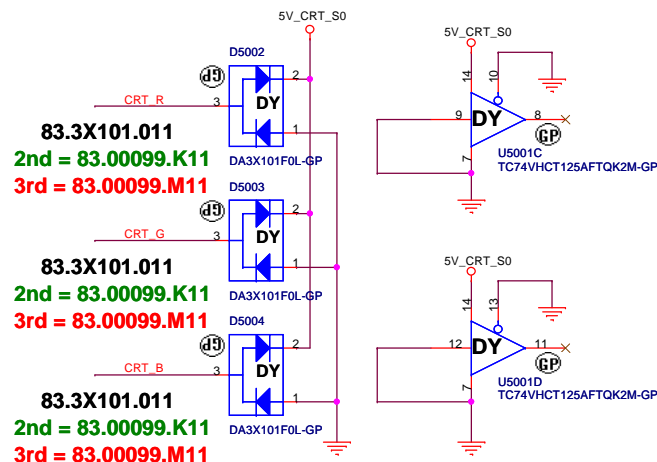 5V_CRT_S0
D5002
GP
2
CRT_R
3
DY
1
83.3X101.011
2nd = 83.00099.K11
3rd = 83.00099.M11
DA3X101F0L-GP
D5003
GP
2
CRT_G
3
DY
1
83.3X101.011
2nd = 83.00099.K11
3rd = 83.00099.M11
DA3X101F0L-GP
D5004
GP
2
CRT_B
3
DY
1
83.3X101.011
2nd = 83.00099.K11
3rd = 83.00099.M11
DA3X101F0L-GP
5V_CRT_S0
14
10
9
DY
8
GP
7
U5001C
TC74VHCT125AFTQK2M-GP
5V_CRT_S0
14
13
12
DY
11
GP
7
U5001D
TC74VHCT125AFTQK2M-GP